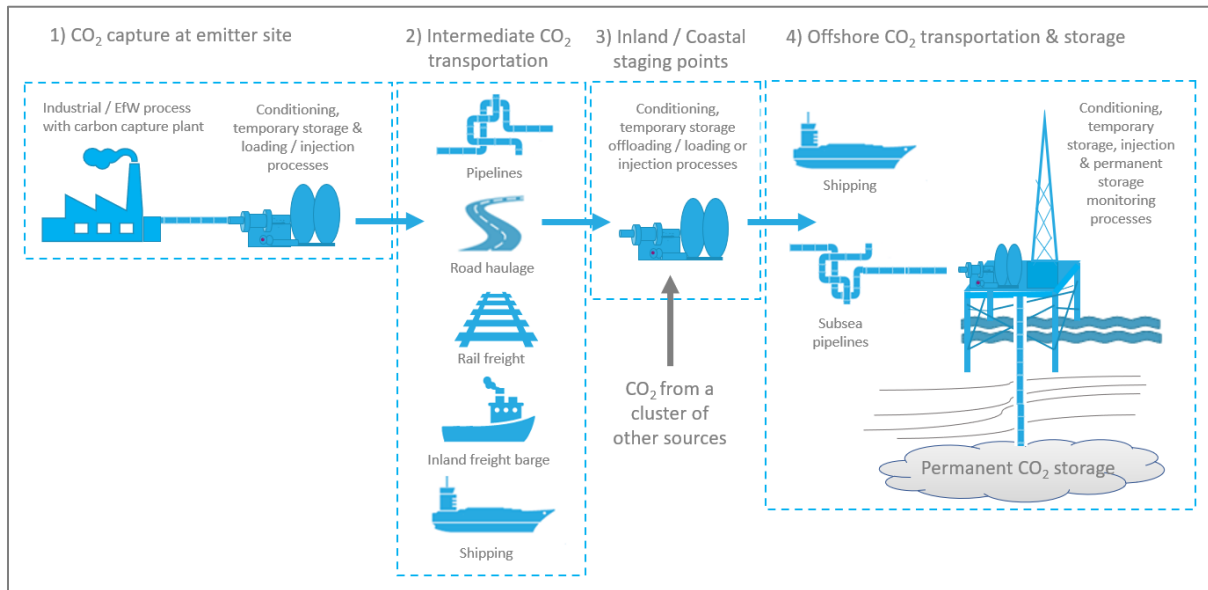 1) CO₂ capture at emitter site
Industrial / EfW process
with carbon capture plant
Conditioning,
temporary storage &
loading / injection
processes
2) Intermediate CO₂
transportation
Pipelines
Road haulage
Rail freight
Inland freight barge
Shipping
3) Inland / Coastal
staging points
Conditioning,
temporary storage
offloading / loading or
injection processes
CO₂ from a
cluster of
other sources
4) Offshore CO₂ transportation & storage
Shipping
Subsea
pipelines
Conditioning,
temporary
storage, injection
& permanent
storage
monitoring
processes
Permanent CO₂ storage